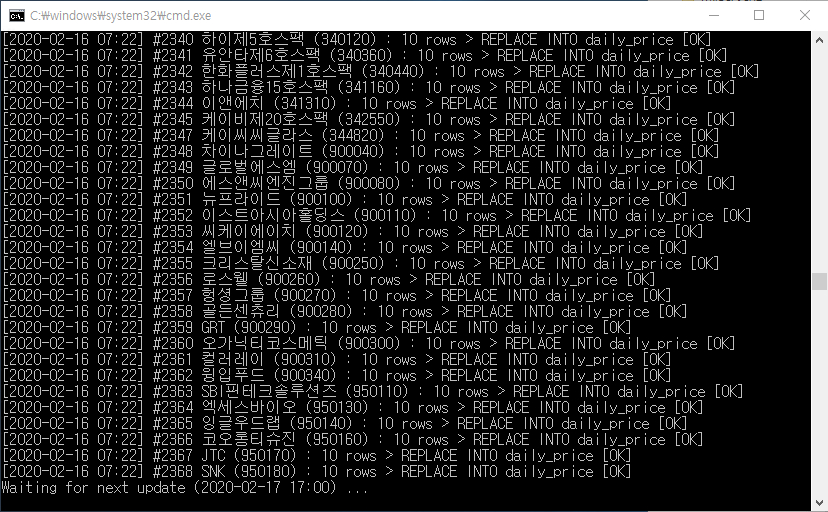 C:₩windows₩system32₩cmd.exe
[2020-02-16 07:22] #2340 하이제5호스팩 (340120) : 10 rows > REPLACE INTO daily_price [OK]
[2020-02-16 07:22] #2341 유안타제6호스팩 (340360) : 10 rows > REPLACE INTO daily_price [OK]
[2020-02-16 07:22] #2342 한화플러스제1호스팩 (340440) : 10 rows > REPLACE INTO daily_price [OK]
[2020-02-16 07:22] #2343 하나금융15호스팩 (341160) : 10 rows > REPLACE INTO daily_price [OK]
[2020-02-16 07:22] #2344 이앤에치 (341310) : 10 rows > REPLACE INTO daily_price [OK]
[2020-02-16 07:22] #2345 케이비제20호스팩 (342550) : 10 rows > REPLACE INTO daily_price [OK]
[2020-02-16 07:22] #2347 케이씨씨글라스 (344820) : 10 rows > REPLACE INTO daily_price [OK]
[2020-02-16 07:22] #2348 차이나그레이트 (900040) : 10 rows > REPLACE INTO daily_price [OK]
[2020-02-16 07:22] #2349 글로벌에스엠 (900070) : 10 rows > REPLACE INTO daily_price [OK]
[2020-02-16 07:22] #2350 에스앤씨엔진그룹 (900080) : 10 rows > REPLACE INTO daily_price [OK]
[2020-02-16 07:22] #2351 뉴프라이드 (900100) : 10 rows > REPLACE INTO daily_price [OK]
[2020-02-16 07:22] #2352 이스트아시아홀딩스 (900110) : 10 rows > REPLACE INTO daily_price [OK]
[2020-02-16 07:22] #2353 씨케이에이치 (900120) : 10 rows > REPLACE INTO daily_price [OK]
[2020-02-16 07:22] #2354 엘브이엠씨 (900140) : 10 rows > REPLACE INTO daily_price [OK]
[2020-02-16 07:22] #2355 크리스탈신소재 (900250) : 10 rows > REPLACE INTO daily_price [OK]
[2020-02-16 07:22] #2356 로스웰 (900260) : 10 rows > REPLACE INTO daily_price [OK]
[2020-02-16 07:22] #2357 헝셩그룹 (900270) : 10 rows > REPLACE INTO daily_price [OK]
[2020-02-16 07:22] #2358 골든센츄리 (900280) : 10 rows > REPLACE INTO daily_price [OK]
[2020-02-16 07:22] #2359 GRT (900290) : 10 rows > REPLACE INTO daily_price [OK]
[2020-02-16 07:22] #2360 오가닉티코스메틱 (900300) : 10 rows > REPLACE INTO daily_price [OK]
[2020-02-16 07:22] #2361 컬러레이 (900310) : 10 rows > REPLACE INTO daily_price [OK]
[2020-02-16 07:22] #2362 윙입푸드 (900340) : 10 rows > REPLACE INTO daily_price [OK]
[2020-02-16 07:22] #2363 SBI핀테크솔루션즈 (950110) : 10 rows > REPLACE INTO daily_price [OK]
[2020-02-16 07:22] #2364 엑세스바이오 (950130) : 10 rows > REPLACE INTO daily_price [OK]
[2020-02-16 07:22] #2365 잉글우드랩 (950140) : 10 rows > REPLACE INTO daily_price [OK]
[2020-02-16 07:22] #2366 코오롱티슈진 (950160) : 10 rows > REPLACE INTO daily_price [OK]
[2020-02-16 07:22] #2367 JTC (950170) : 10 rows > REPLACE INTO daily_price [OK]
[2020-02-16 07:22] #2368 SNK (950180) : 10 rows > REPLACE INTO daily_price [OK]
Waiting for next update (2020-02-17 17:00) ...